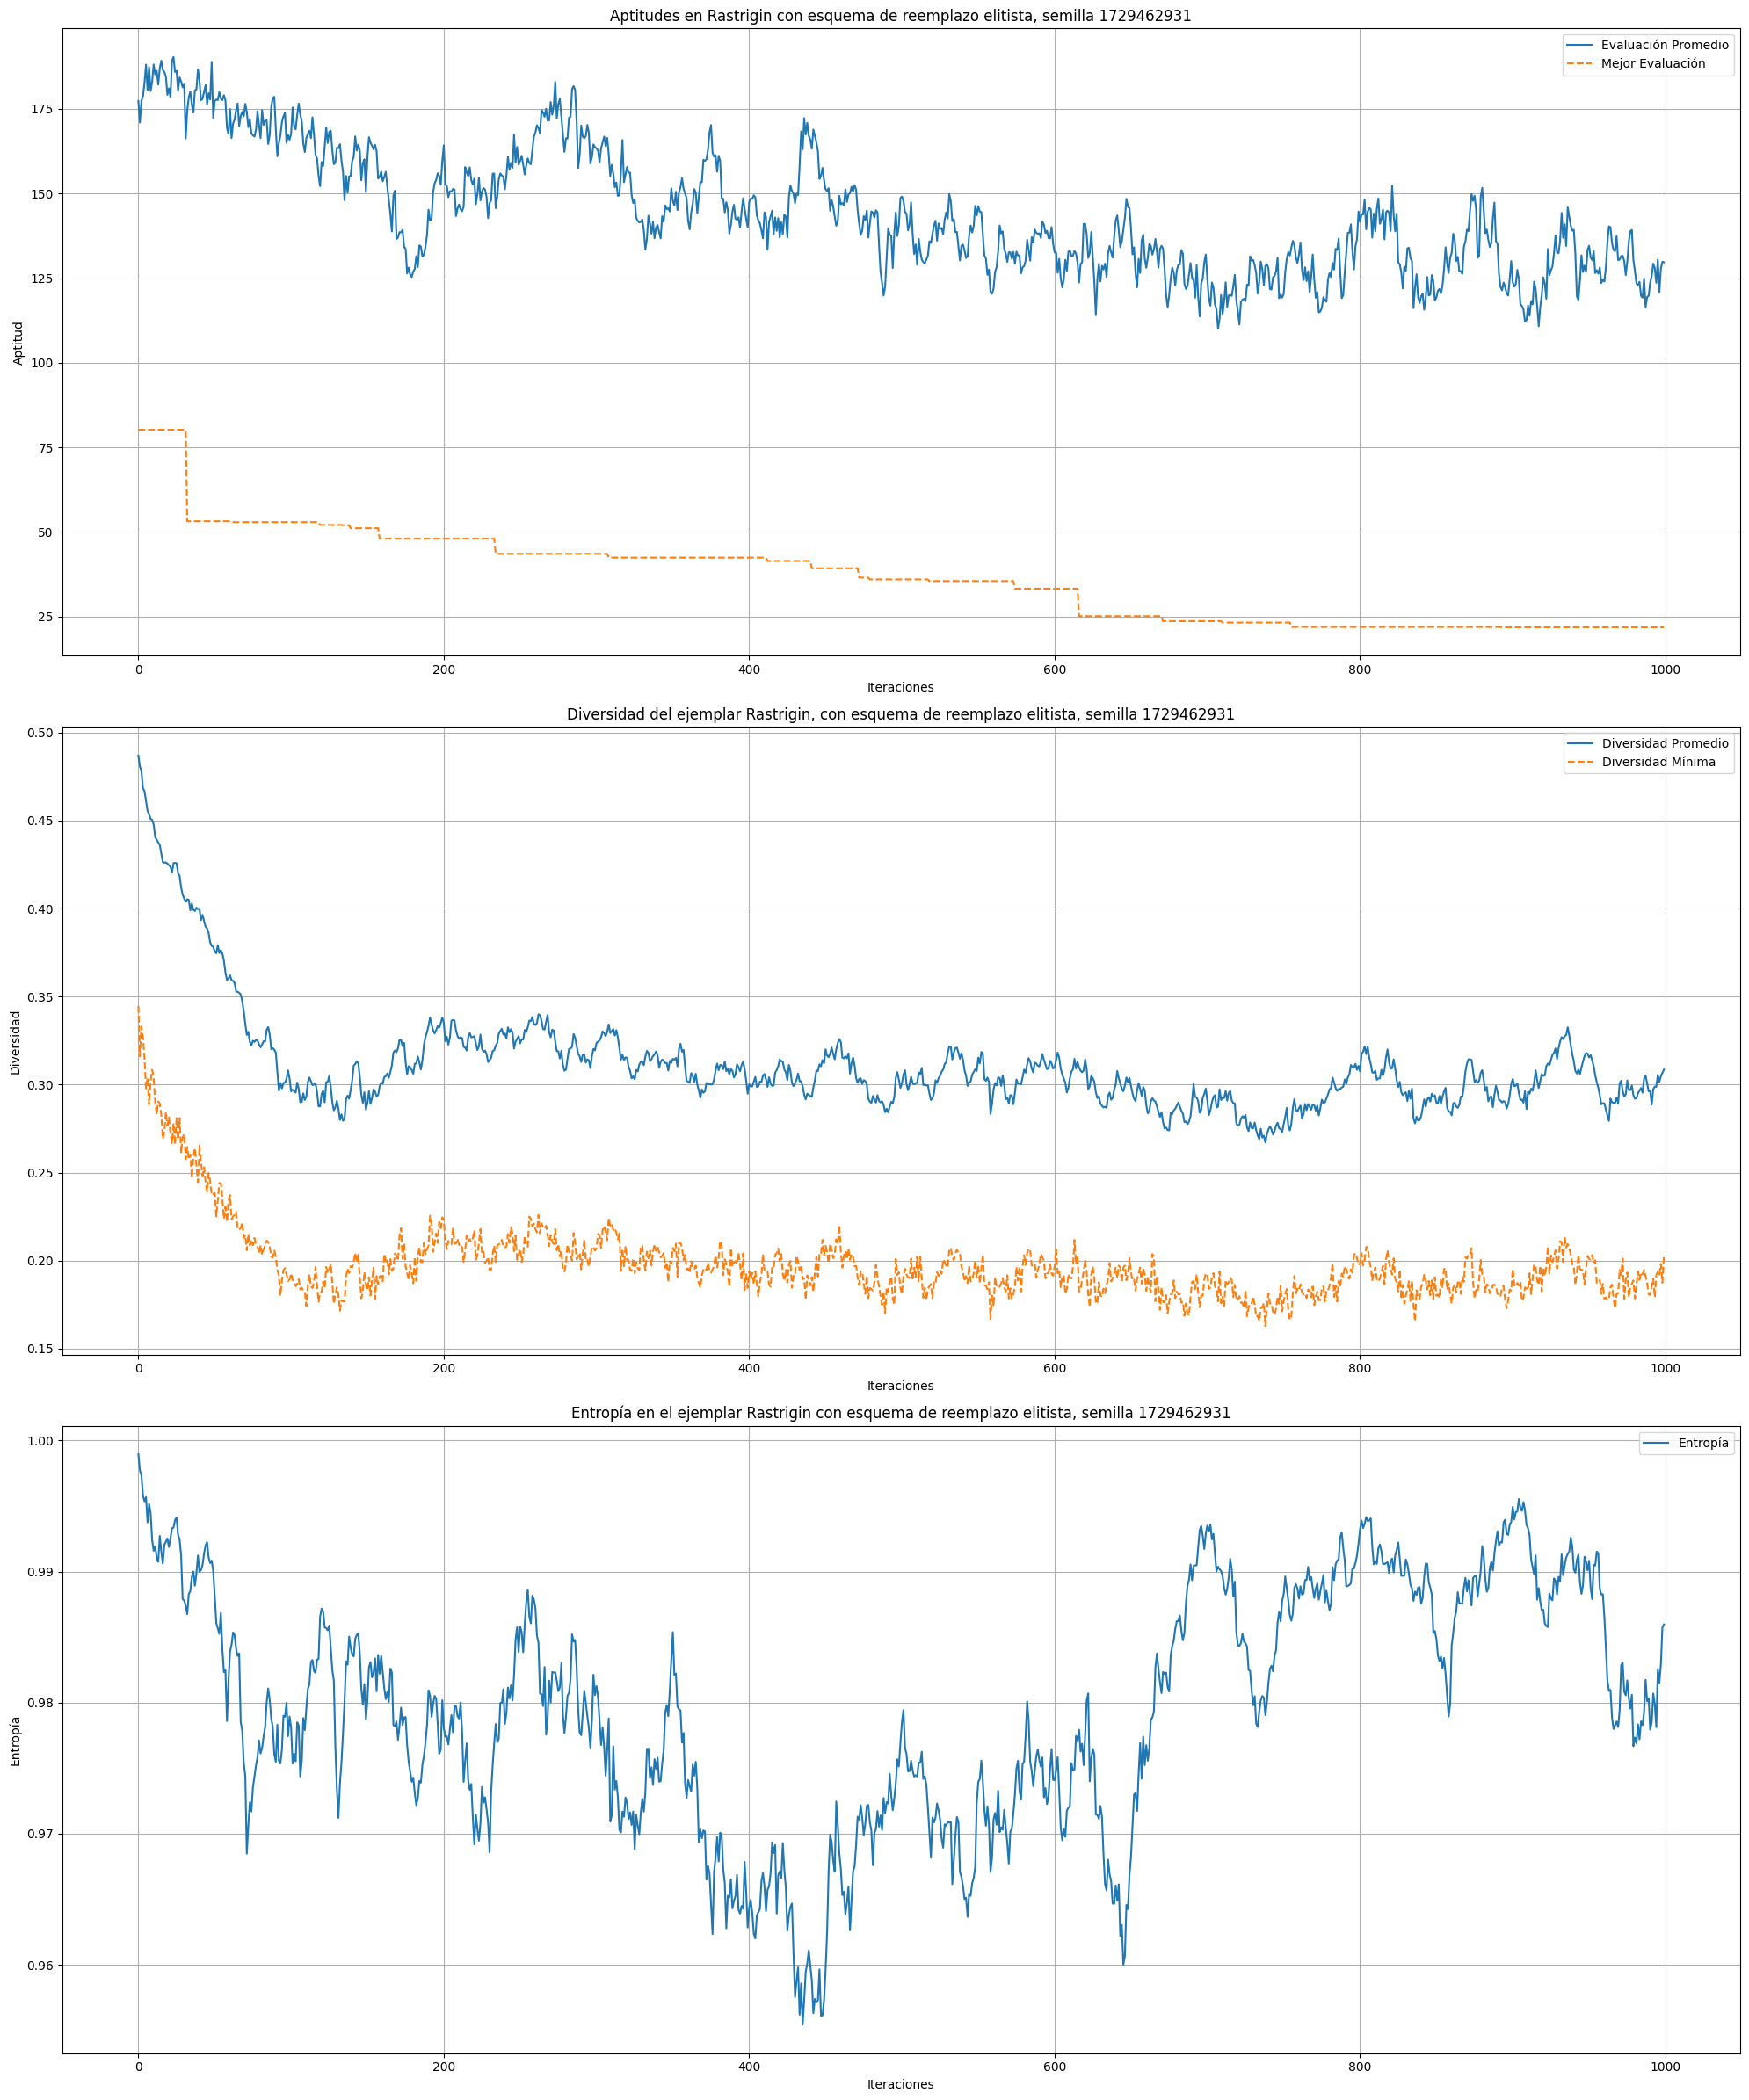 Aptitudes en Rastrigin con esquema de reemplazo elitista, semilla 1729462931
Evaluación Promedio
Mejor Evaluación
Aptitud
175
150
125
100
75
50
25
0 200 400 600 800 1000
Iteraciones
Diversidad del ejemplar Rastrigin, con esquema de reemplazo elitista, semilla 1729462931
Diversidad Promedio
Diversidad Mínima
Diversidad
0.50
0.45
0.40
0.35
0.30
0.25
0.20
0.15
0 200 400 600 800 1000
Iteraciones
Entropía en el ejemplar Rastrigin con esquema de reemplazo elitista, semilla 1729462931
Entropía
Entropía
1.00
0.99
0.98
0.97
0.96
0 200 400 600 800 1000
Iteraciones